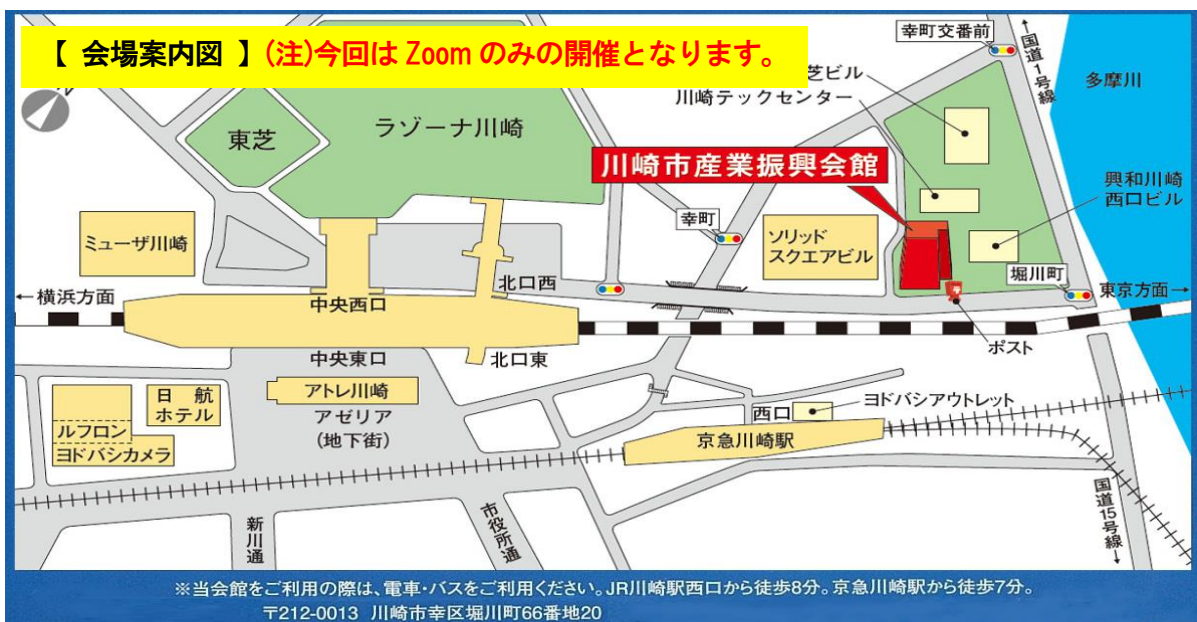 【 会場案内図 】(注)今回は Zoom のみの開催となります。
幸町交番前
国道1号線
多摩川
芝ビル
川崎テックセンター
東芝
ラゾーナ川崎
川崎市産業振興会館
興和川崎
西口ビル
幸町
ミューザ川崎
ソリッド
スクエアビル
堀川町
北口西
←横浜方面
中央西口
東京方面→
ポスト
中央東口
北口東
アトレ川崎
日航
ホテル
アゼリア
(地下街)
ルフロン
ヨドバシカメラ
西口
ヨドバシアウトレット
京急川崎駅
国道15号線
新川通
市役所通
※当会館をご利用の際は、電車・バスをご利用ください。JR川崎駅西口から徒歩8分。京急川崎駅から徒歩7分。
〒212-0013 川崎市幸区堀川町66番地20